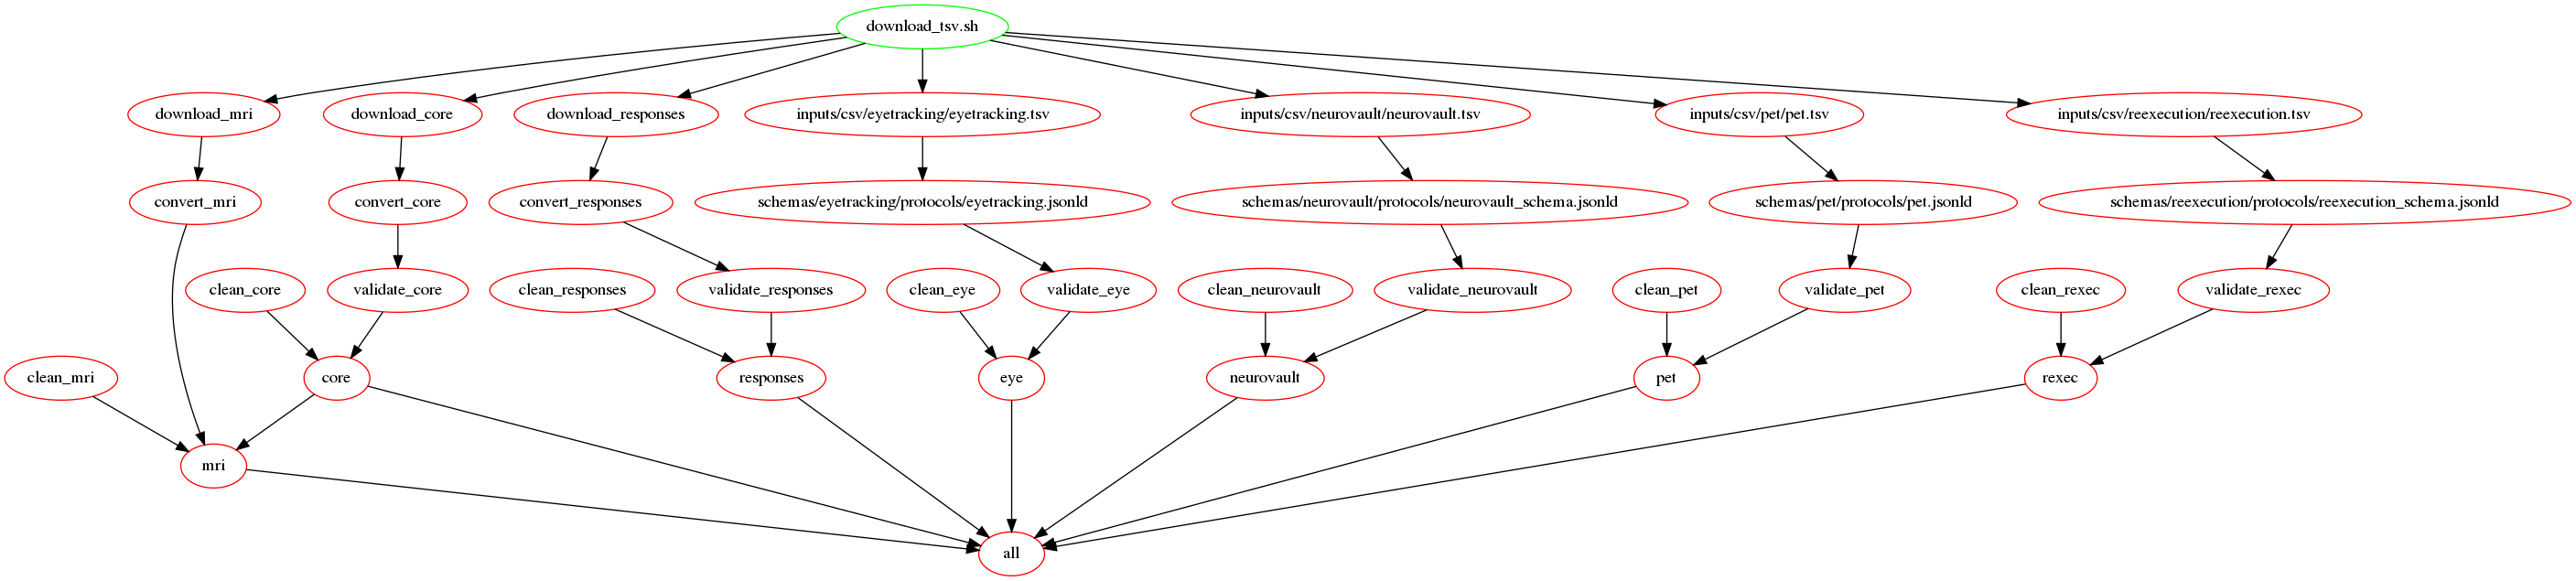 download_tsv.sh
download_mri
download_core
download_responses
inputs/csv/eyetracking/eyetracking.tsv
inputs/csv/neurovault/neurovault.tsv
inputs/csv/pet/pet.tsv
inputs/csv/reexecution/reexecution.tsv
convert_mri
convert_core
convert_responses
schemas/eyetracking/protocols/eyetracking.jsonld
schemas/neurovault/protocols/neurovault_schema.jsonld
schemas/pet/protocols/pet.jsonld
schemas/reexecution/protocols/reexecution_schema.jsonld
clean_core
validate_core
clean_responses
validate_responses
clean_eye
validate_eye
clean_neurovault
validate_neurovault
clean_pet
validate_pet
clean_rexec
validate_rexec
clean_mri
core
responses
eye
neurovault
pet
rexec
mri
all